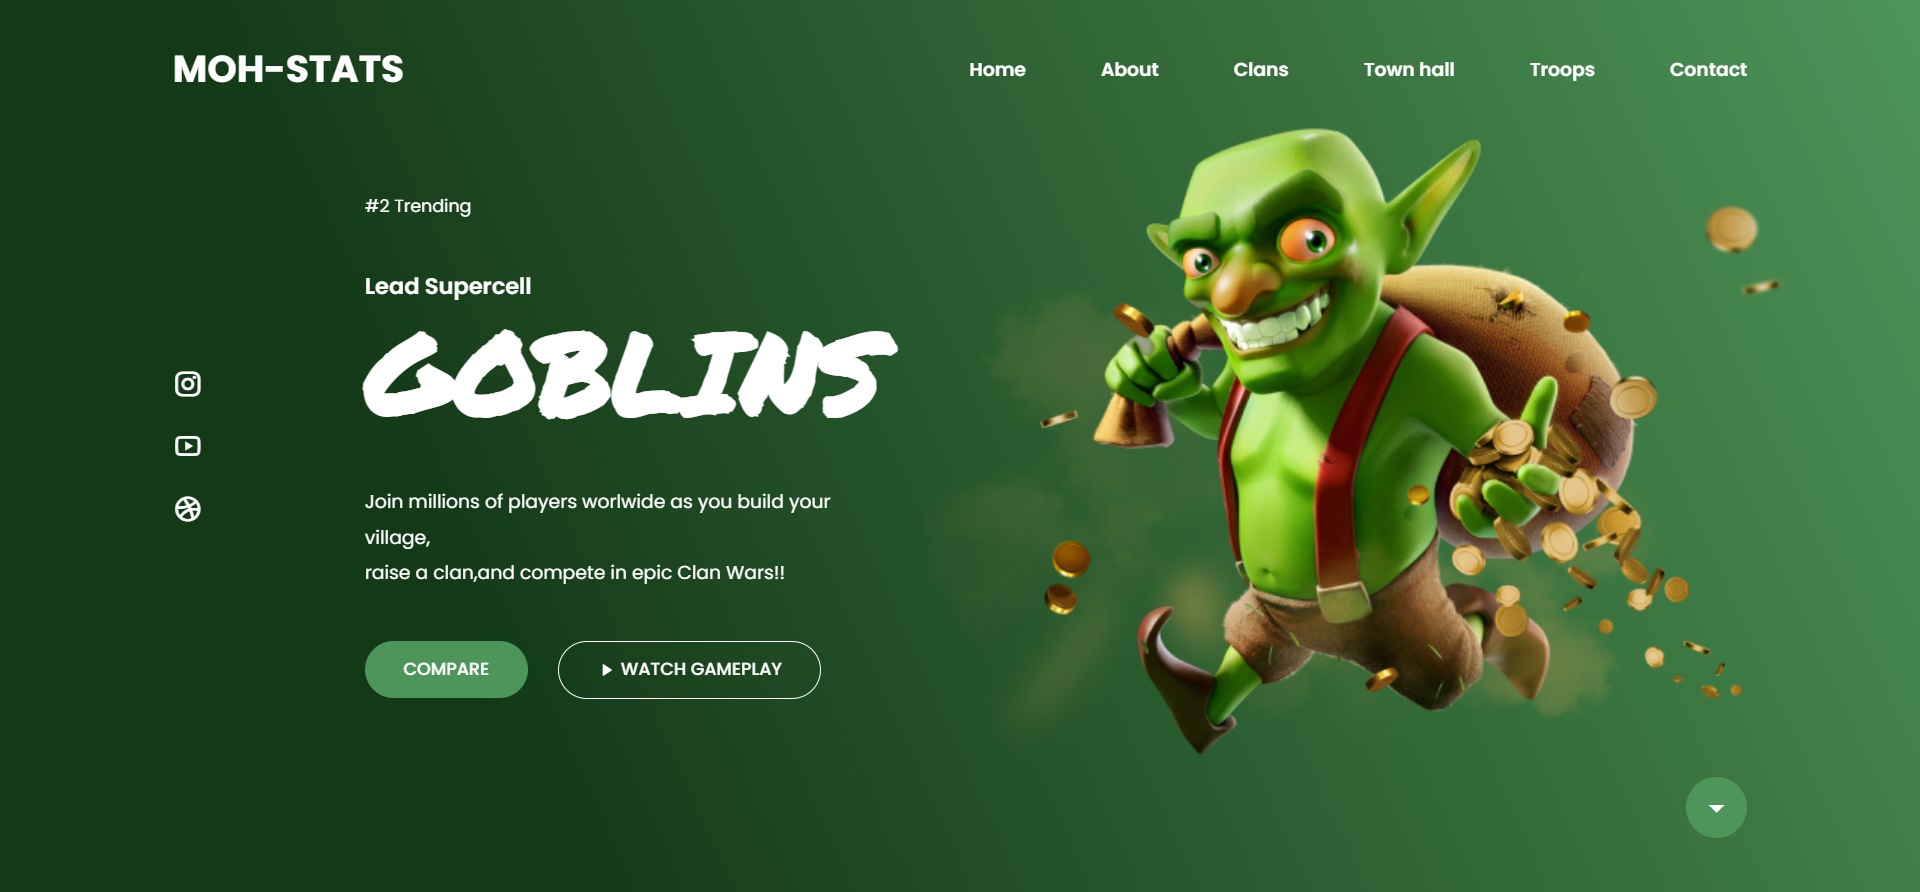 MOH-STATS
Home About Clans Town hall Troops Contact
#2 Trending
Lead Supercell
GOBLINS
Join millions of players worlwide as you build your
village,
raise a clan,and compete in epic Clan Wars!!
COMPARE
WATCH GAMEPLAY